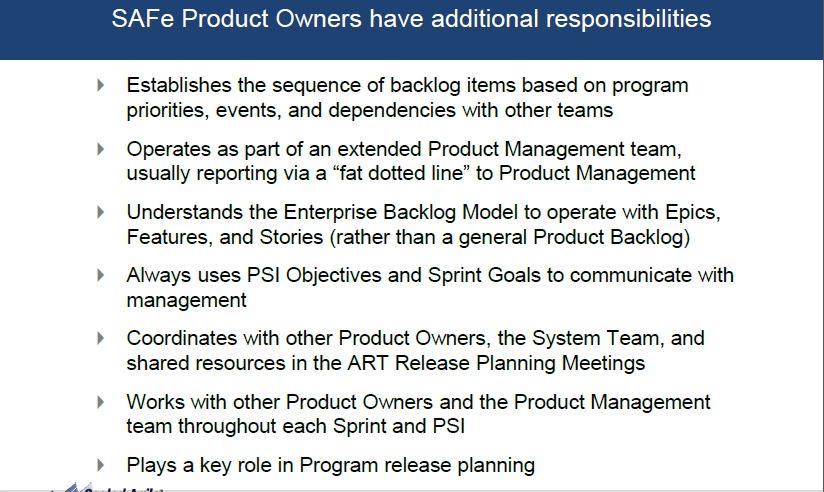 SAFe Product Owners have additional responsibilities
Establishes the sequence of backlog items based on program
priorities, events, and dependencies with other teams
Operates as part of an extended Product Management team,
usually reporting via a “fat dotted line” to Product Management
Understands the Enterprise Backlog Model to operate with Epics,
Features, and Stories (rather than a general Product Backlog)
Always uses PSI Objectives and Sprint Goals to communicate with
management
Coordinates with other Product Owners, the System Team, and
shared resources in the ART Release Planning Meetings
Works with other Product Owners and the Product Management
team throughout each Sprint and PSI
Plays a key role in Program release planning